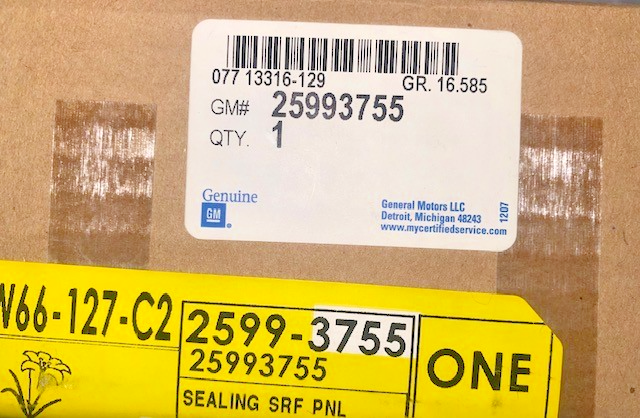 077 13316-129 GR. 16.585
GM# 25993755
QTY. 1
Genuine
GM
General Motors LLC
Detroit, Michigan 48243
www.mycertifiedservice.com
1207
W66-127-C2
2599-3755
25993755
ONE
SEALING SRF PNL